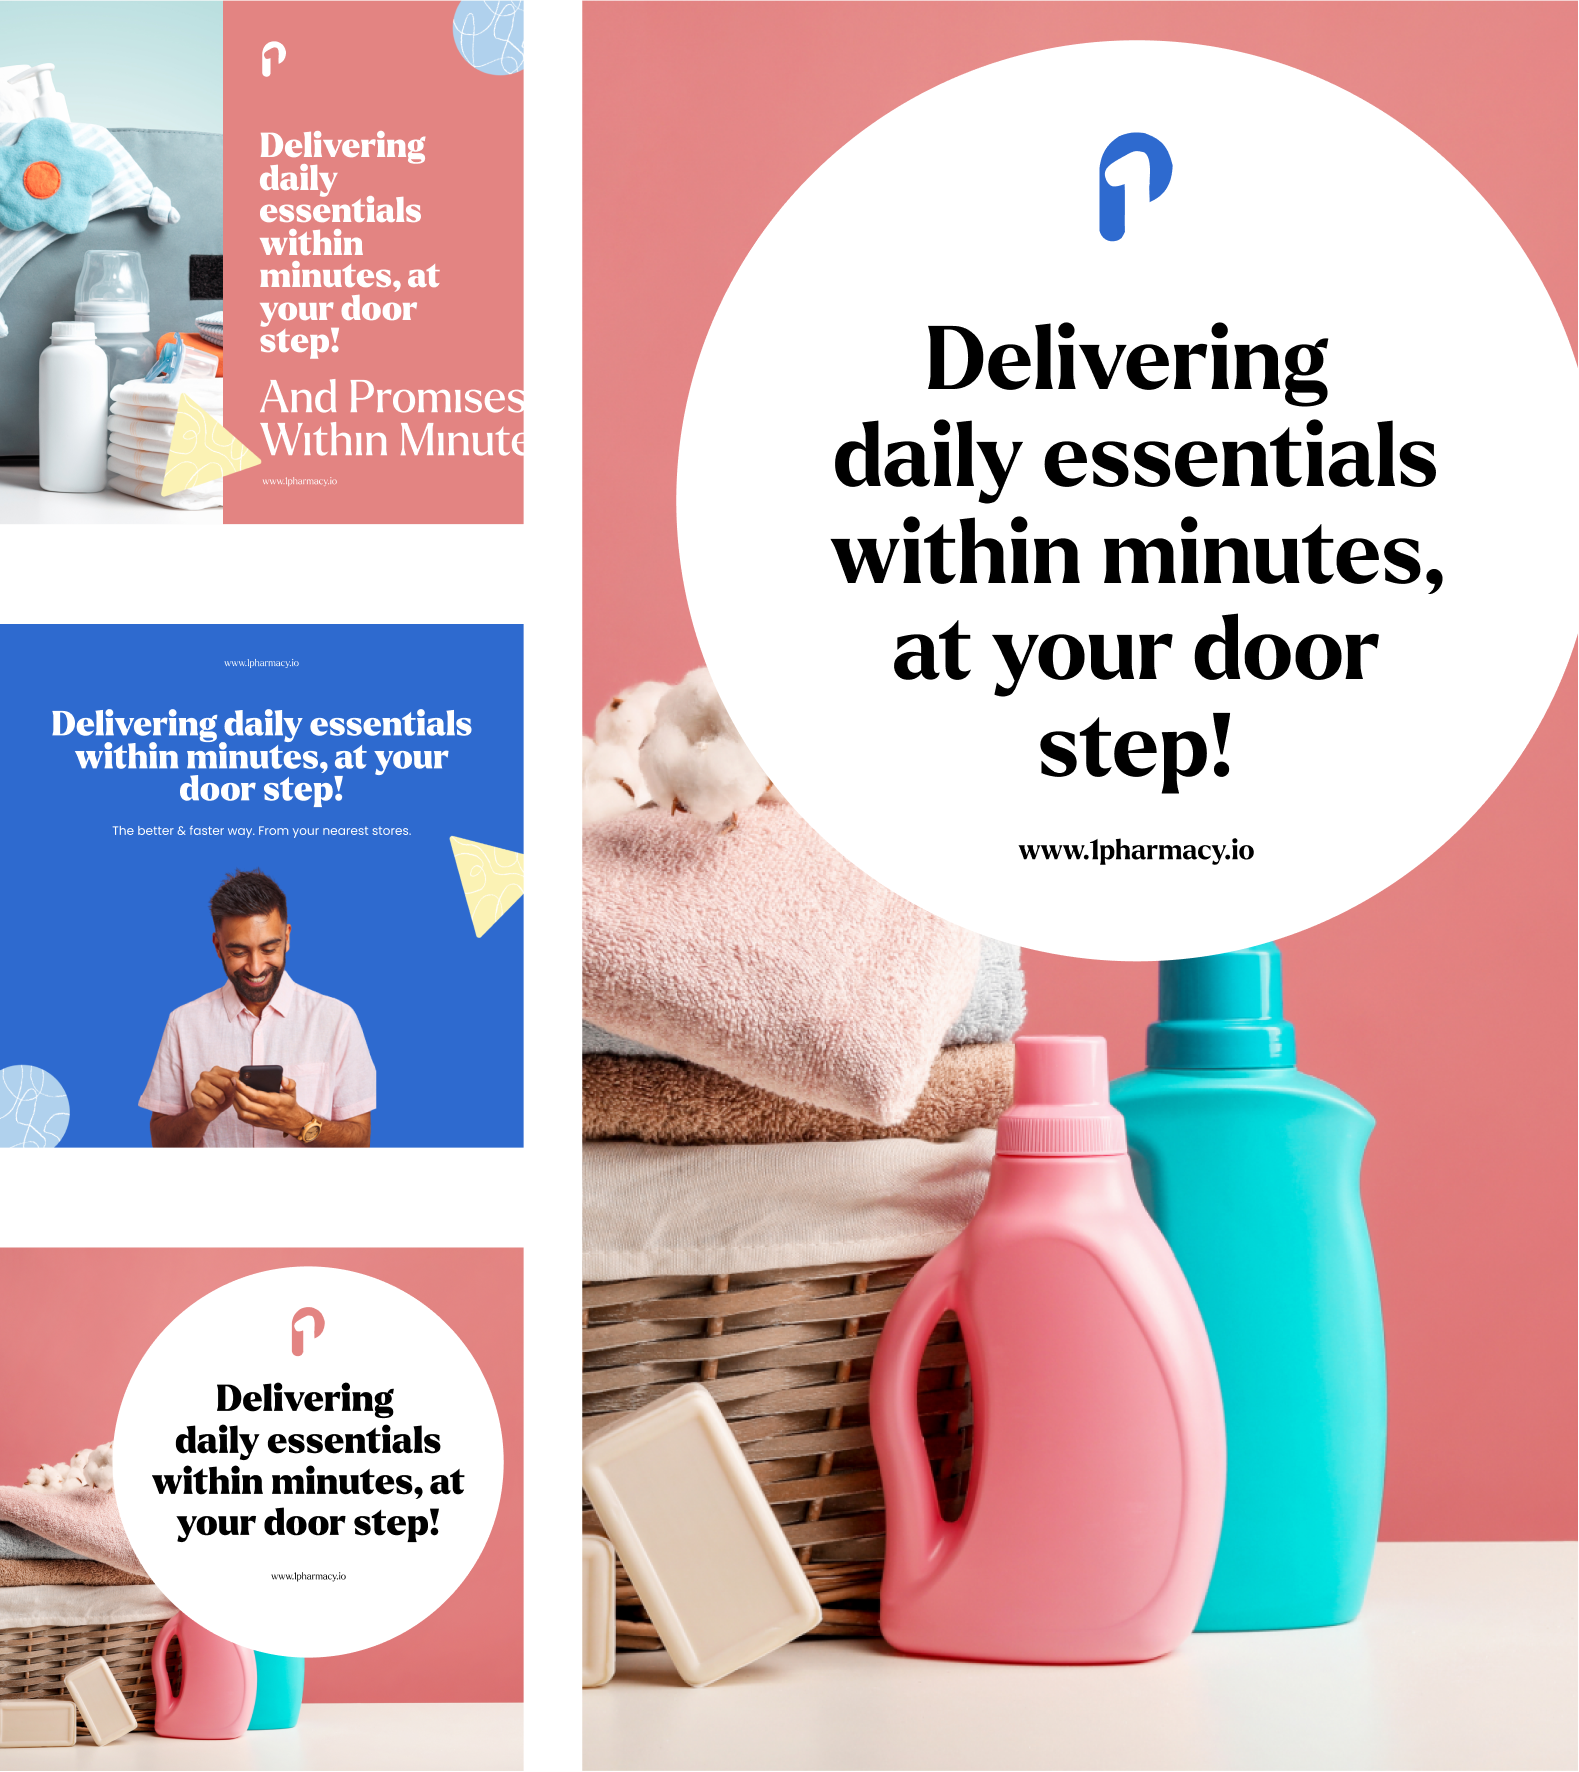 Delivering
daily
essentials
within
minutes, at
your door
step!
And Promises
Within Minute
www.1pharmacy.io
www.1pharmacy.io
Delivering daily essentials
within minutes, at your
door step!
The better & faster way. From your nearest stores.
Delivering
daily essentials
within minutes, at
your door step!
www.1pharmacy.io
Delivering
daily essentials
within minutes,
at your door
step!
www.1pharmacy.io